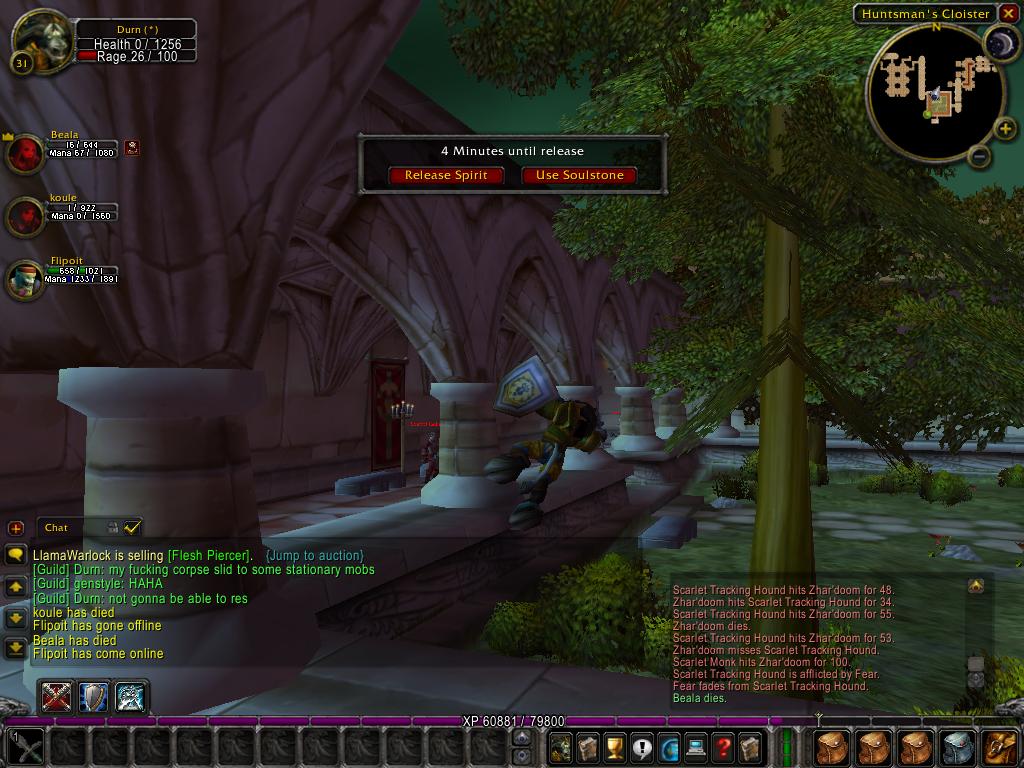 Durn (*)
Health 0 / 1256
Rage 26 / 100
31
Huntsman's Cloister
N
Beala
16 / 644
Mana 67 / 1080
koule
1 / 922
Mana 0 / 1560
Flipoit
658 / 1021
Mana 1233 / 1891
4 Minutes until release
Release Spirit
Use Soulstone
Chat
LlamaWarlock is selling [Flesh Piercer]. {Jump to auction}
[Guild] Durn: my fucking corpse slid to some stationary mobs
[Guild] genstyle: HAHA
[Guild] Durn: not gonna be able to res
koule has died
Flipoit has gone offline
Beala has died
Flipoit has come online
Scarlet Tracking Hound hits Zhar'doom for 48.
Zhar'doom hits Scarlet Tracking Hound for 34.
Scarlet Tracking Hound hits Zhar'doom for 55.
Zhar'doom dies.
Scarlet Tracking Hound hits Zhar'doom for 53.
Zhar'doom misses Scarlet Tracking Hound.
Scarlet Monk hits Zhar'doom for 100.
Scarlet Tracking Hound is afflicted by Fear.
Fear fades from Scarlet Tracking Hound.
Beala dies.
XP 60881 / 79800
1